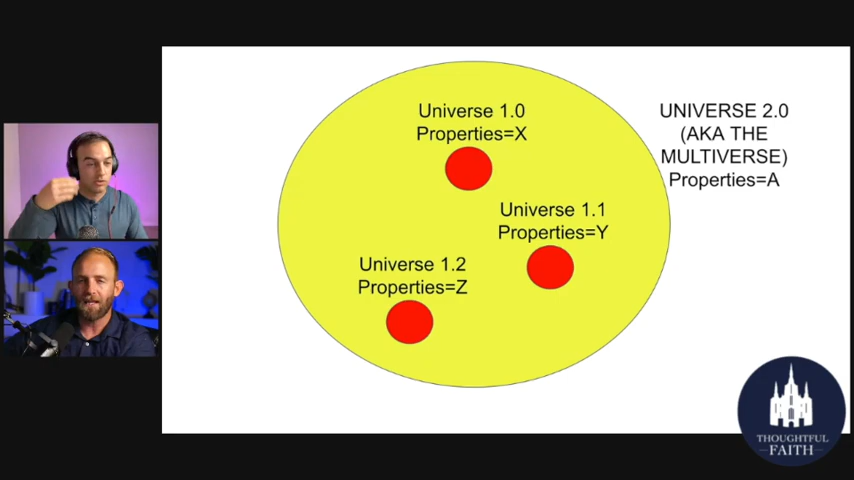 Universe 1.0
Properties=X
UNIVERSE 2.0
(AKA THE
MULTIVERSE)
Properties=A
Universe 1.1
Properties=Y
Universe 1.2
Properties=Z
THOUGHTFUL
FAITH